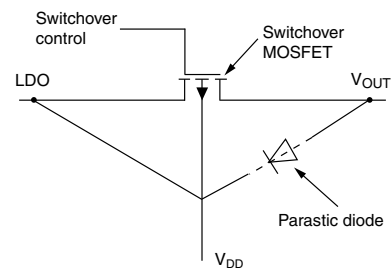 Switchover
control
Switchover
MOSFET
LDO
VOUT
Parastic diode
VDD